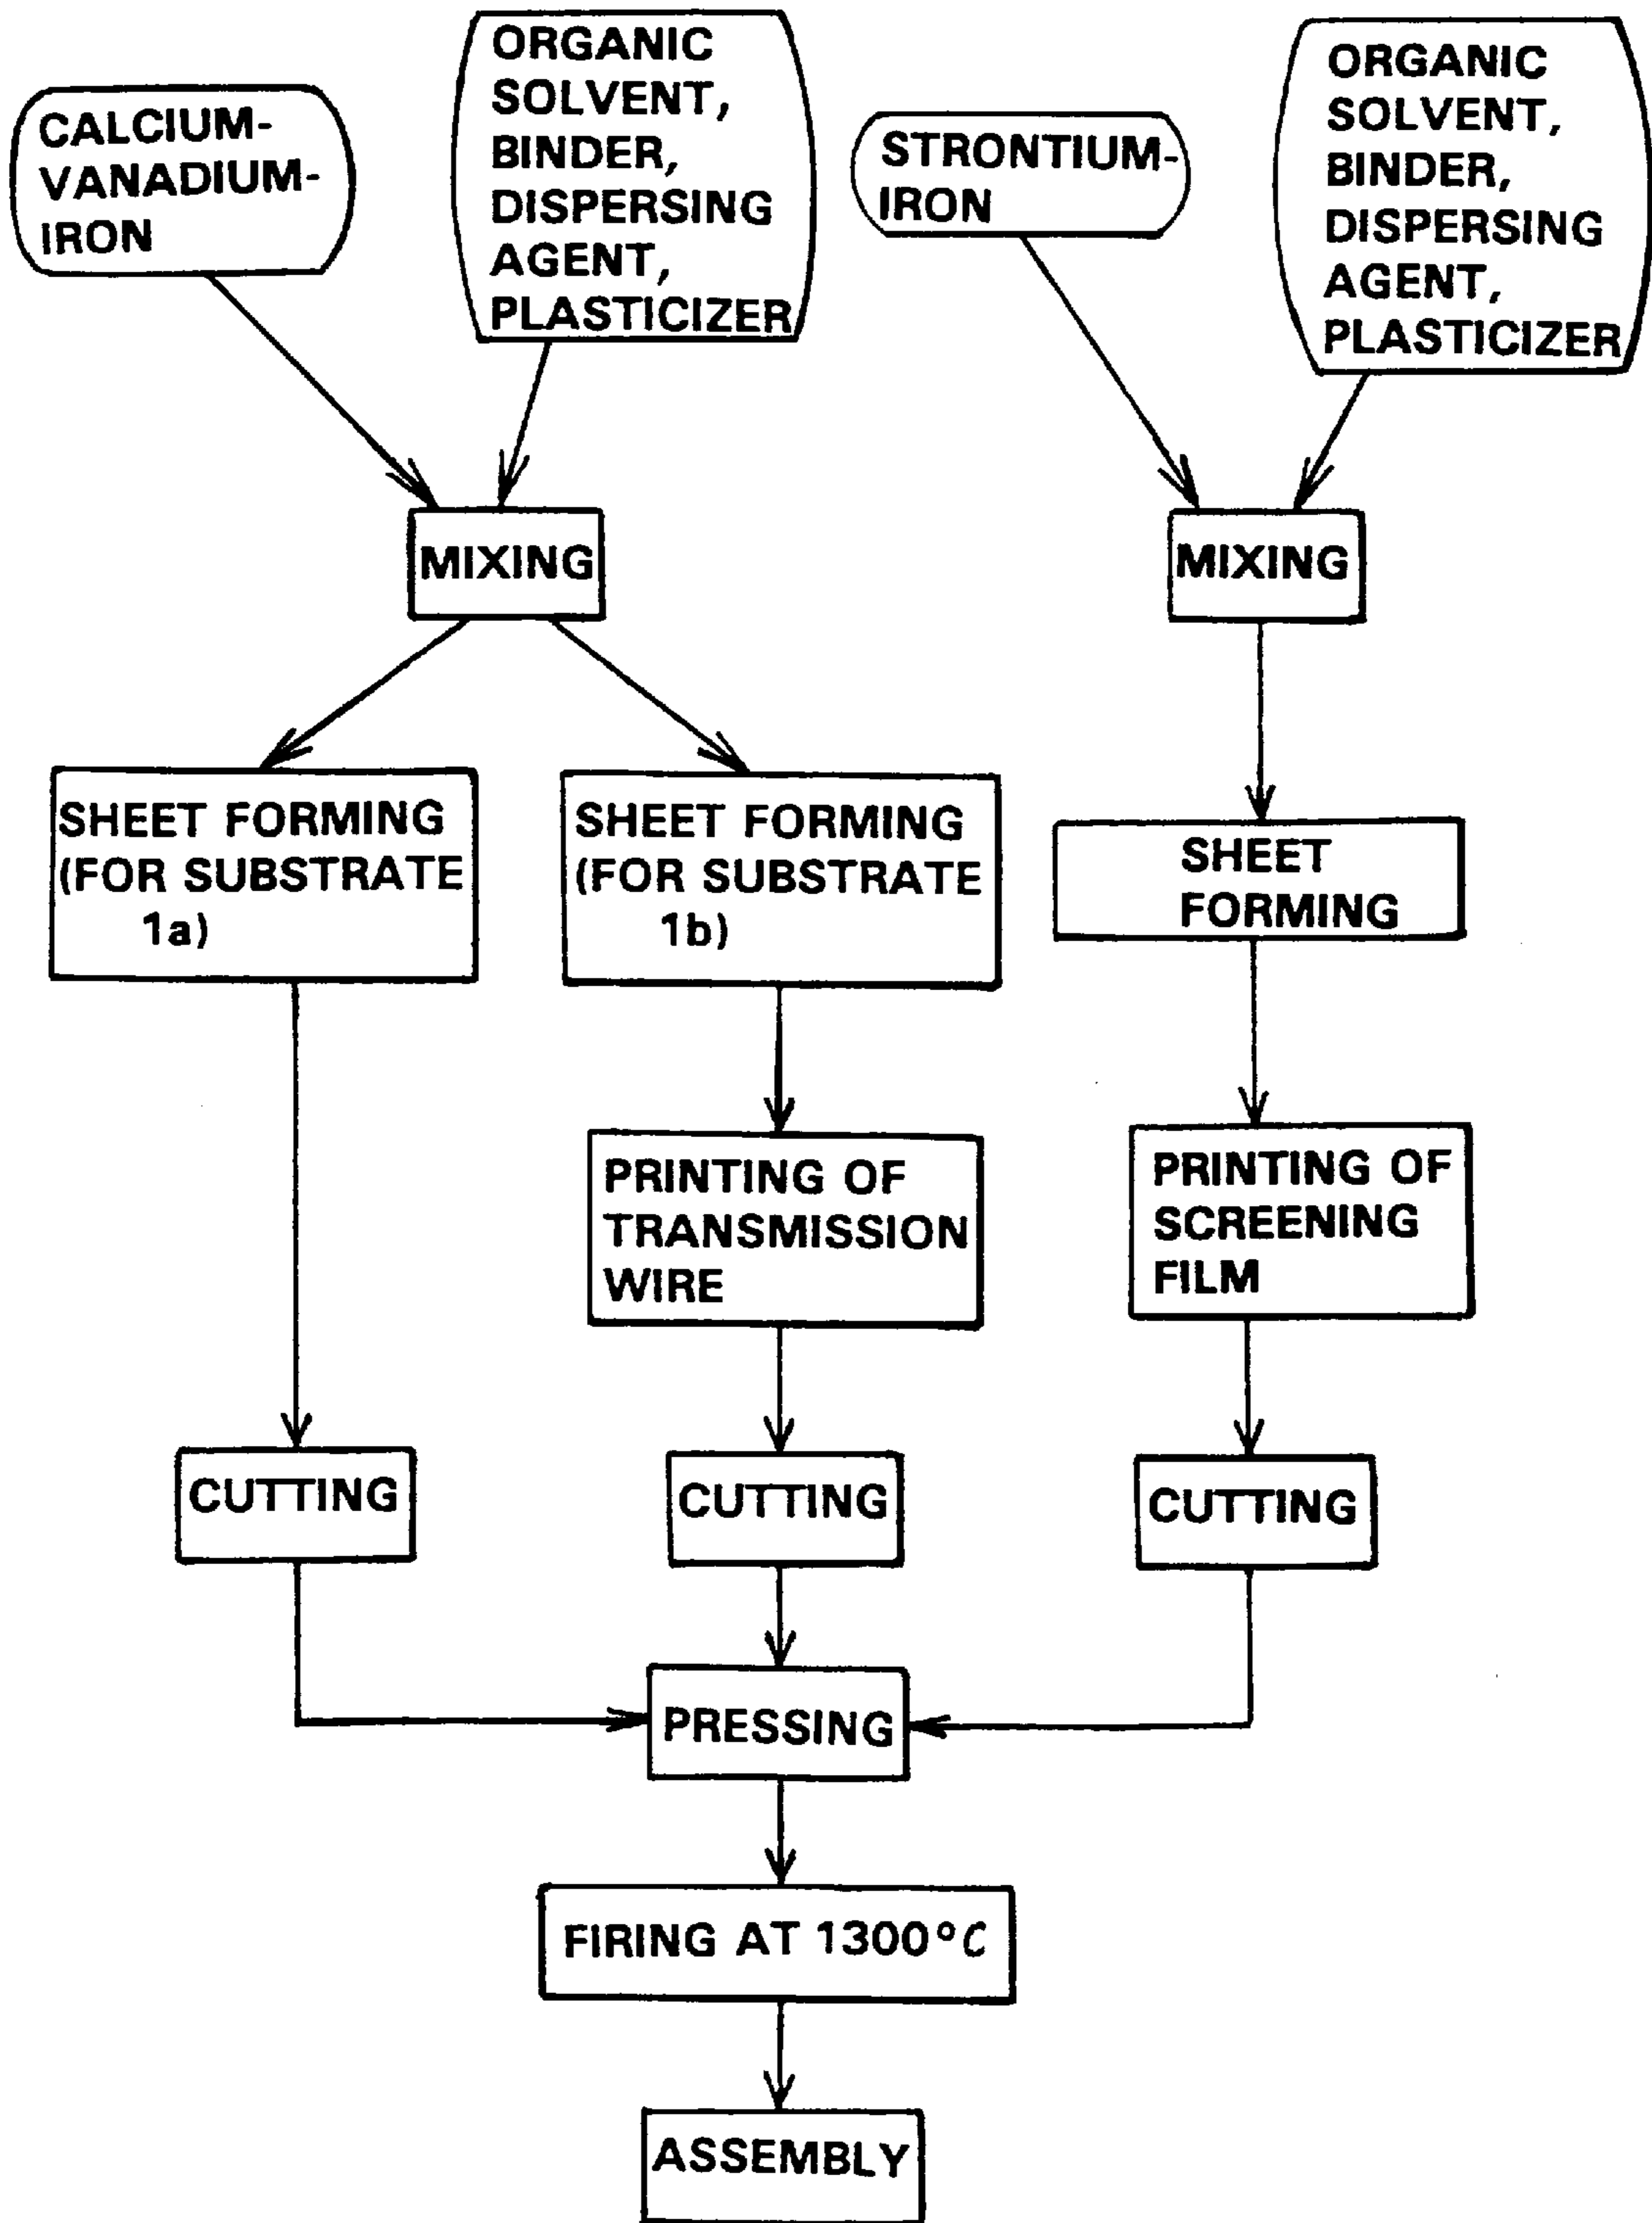 CALCIUM-
VANADIUM-
IRON
ORGANIC
SOLVENT,
BINDER,
DISPERSING
AGENT,
PLASTICIZER
STRONTIUM-
IRON
ORGANIC
SOLVENT,
BINDER,
DISPERSING
AGENT,
PLASTICIZER
MIXING
MIXING
SHEET FORMING
(FOR SUBSTRATE
1a)
SHEET FORMING
(FOR SUBSTRATE
1b)
SHEET
FORMING
PRINTING OF
TRANSMISSION
WIRE
PRINTING OF
SCREENING
FILM
CUTTING
CUTTING
CUTTING
PRESSING
FIRING AT 1300°C
ASSEMBLY